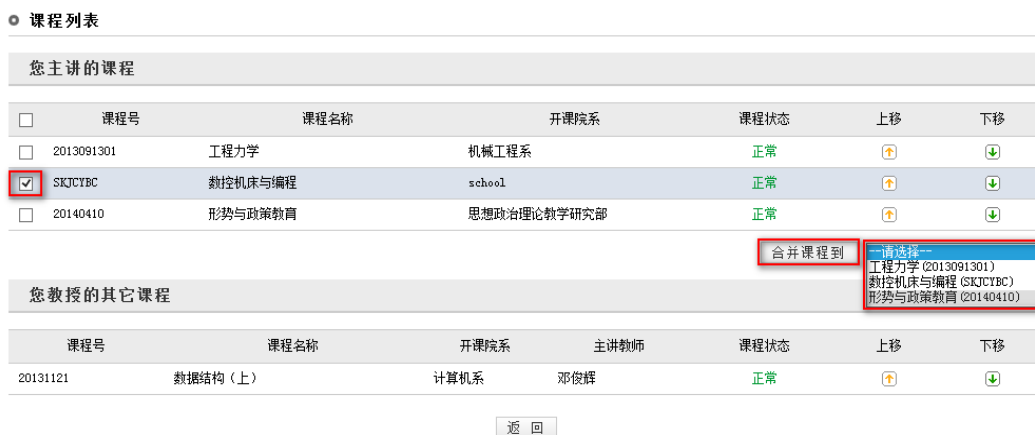 课程列表
您主讲的课程
课程号 课程名称 开课院系 课程状态 上移 下移
2013091301 工程力学 机械工程系 正常
SKJCYBC 数控机床与编程 school 正常
20140410 形势与政策教育 思想政治理论教学研究部 正常
合并课程到 --请选择--
工程力学(2013091301)
数控机床与编程(SKJCYBC)
形势与政策教育(20140410)
您教授的其它课程
课程号 课程名称 开课院系 主讲教师 课程状态 上移 下移
20131121 数据结构（上） 计算机系 邓俊辉 正常
返 回